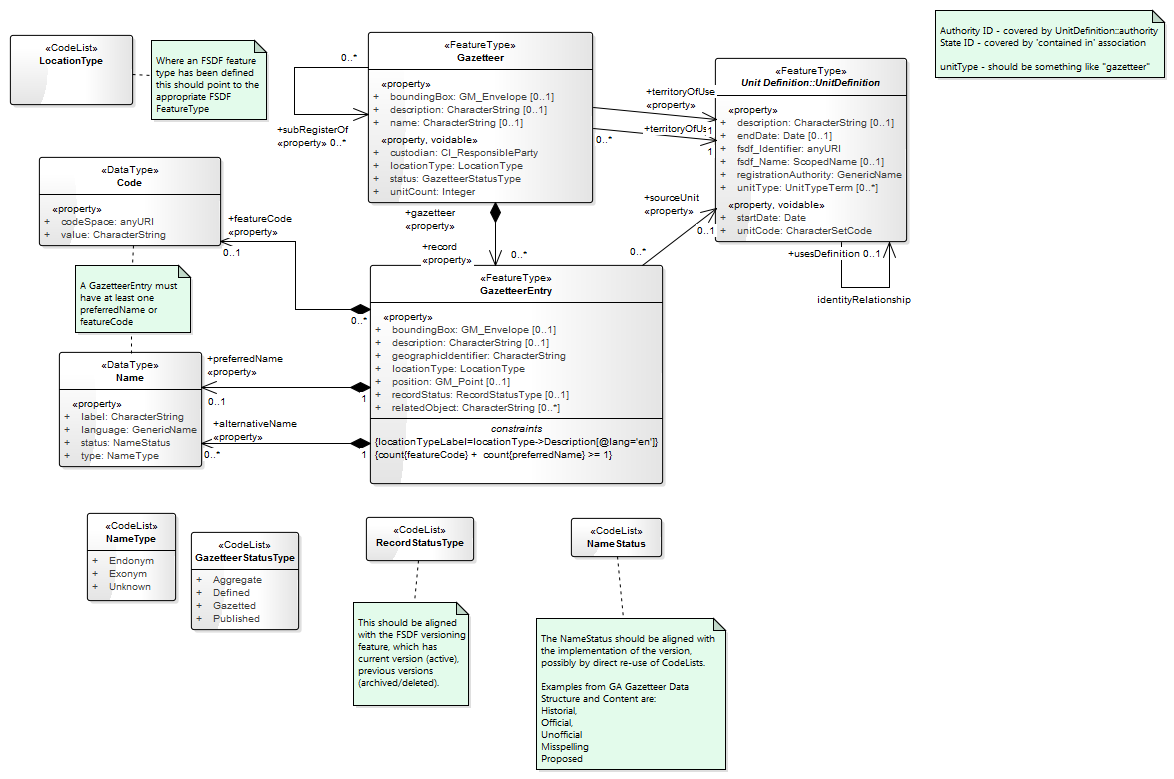 «CodeList»
LocationType
Where an FSDF feature
type has been defined
this should point to the
appropriate FSDF
FeatureType
«FeatureType»
Gazetteer
«property»
+ boundingBox: GM_Envelope [0..1]
+ description: CharacterString [0..1]
+ name: CharacterString [0..1]
«property, voidable»
+ custodian: CI_ResponsibleParty
+ locationType: LocationType
+ status: GazetteerStatusType
+ unitCount: Integer
0..*
+subRegisterOf
«property» 0..*
+territoryOfUse
«property»
1
+territoryOfUs
0..*
1
«FeatureType»
Unit Definition::UnitDefinition
«property»
+ description: CharacterString [0..1]
+ endDate: Date [0..1]
+ fsdf_Identifier: anyURI
+ fsdf_Name: ScopedName [0..1]
+ registrationAuthority: GenericName
+ unitType: UnitTypeTerm [0..*]
«property, voidable»
+ startDate: Date
+ unitCode: CharacterSetCode
Authority ID - covered by UnitDefinition::authority
State ID - covered by 'contained in' association
unitType - should be something like "gazetteer"
+usesDefinition 0..1
identityRelationship
+sourceUnit
«property»
0..1
0..*
+gazetteer
«property»
+record
«property»
0..*
«DataType»
Code
«property»
+ codeSpace: anyURI
+ value: CharacterString
+featureCode
«property»
0..1
0..*
A GazetteerEntry must
have at least one
preferredName or
featureCode
«FeatureType»
GazetteerEntry
«property»
+ boundingBox: GM_Envelope [0..1]
+ description: CharacterString [0..1]
+ geographicIdentifier: CharacterString
+ locationType: LocationType
+ position: GM_Point [0..1]
+ recordStatus: RecordStatusType [0..1]
+ relatedObject: CharacterString [0..*]
constraints
{locationTypeLabel=locationType->Description[@lang='en']}
{count{featureCode} + count{preferredName} >= 1}
«DataType»
Name
«property»
+ label: CharacterString
+ language: GenericName
+ status: NameStatus
+ type: NameType
+preferredName
«property»
0..1
1
+alternativeName
«property»
0..*
1
«CodeList»
NameType
+ Endonym
+ Exonym
+ Unknown
«CodeList»
GazetteerStatusType
+ Aggregate
+ Defined
+ Gazetted
+ Published
«CodeList»
RecordStatusType
This should be aligned
with the FSDF versioning
feature, which has
current version (active),
previous versions
(archived/deleted).
«CodeList»
NameStatus
The NameStatus should be aligned with
the implementation of the version,
possibly by direct re-use of CodeLists.
Examples from GA Gazetteer Data
Structure and Content are:
Historial,
Official,
Unofficial
Misspelling
Proposed